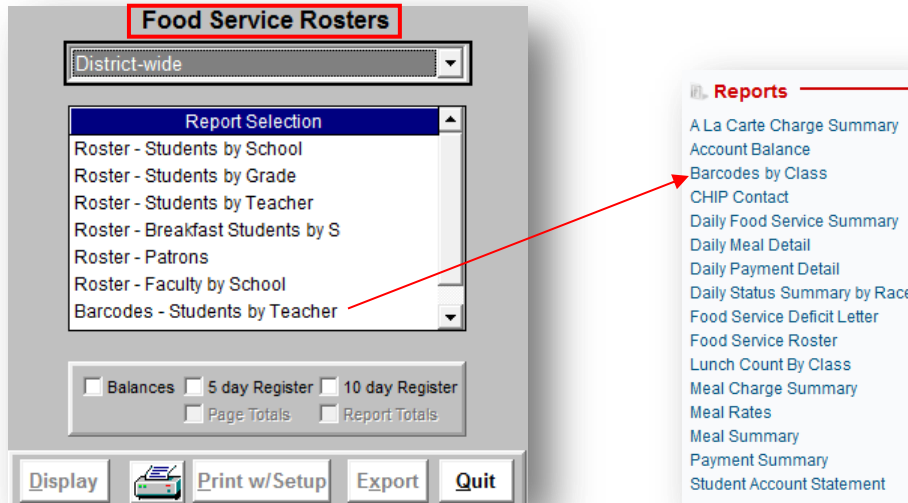 Food Service Rosters
District-wide
Report Selection
Roster - Students by School
Roster - Students by Grade
Roster - Students by Teacher
Roster - Breakfast Students by S
Roster - Patrons
Roster - Faculty by School
Barcodes - Students by Teacher
Balances 5 day Register 10 day Register
Page Totals Report Totals
Display Print w/Setup Export Quit
Reports
A La Carte Charge Summary
Account Balance
Barcodes by Class
CHIP Contact
Daily Food Service Summary
Daily Meal Detail
Daily Payment Detail
Daily Status Summary by Race
Food Service Deficit Letter
Food Service Roster
Lunch Count By Class
Meal Charge Summary
Meal Rates
Meal Summary
Payment Summary
Student Account Statement